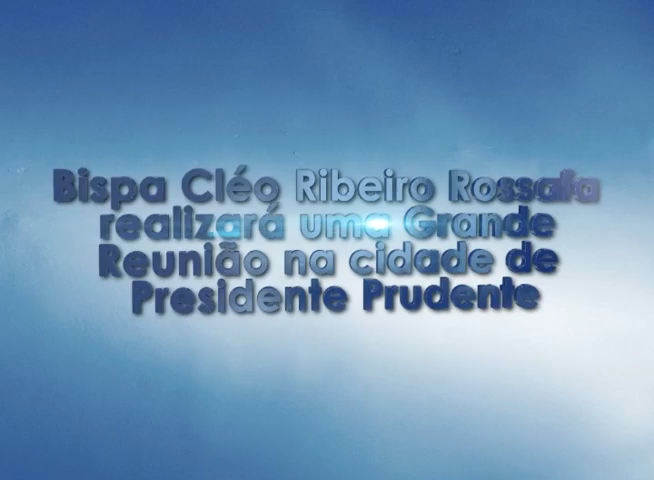 Bispa Cléo Ribeiro Rossafa
realizará uma Grande
Reunião na cidade de
Presidente Prudente